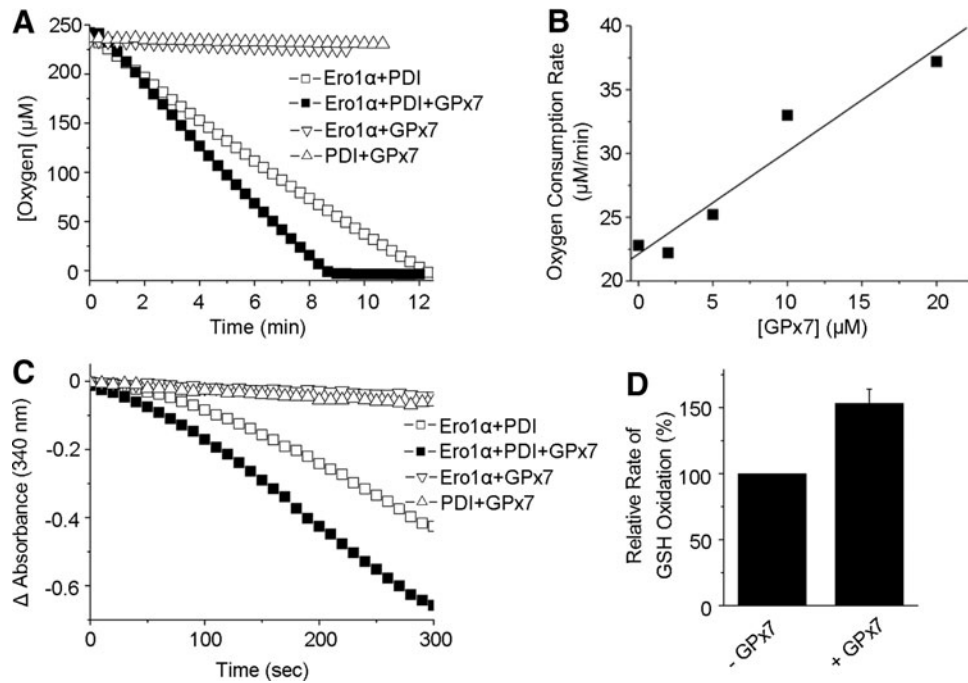 A
250
200
150
100
50
0
[Oxygen] (µM)
0
2
4
6
8
10
12
Time (min)
Ero1α+PDI
Ero1α+PDI+GPx7
Ero1α+GPx7
PDI+GPx7
B
40
35
30
25
20
Oxygen Consumption Rate
(µM/min)
0
5
10
15
20
[GPx7] (µM)
C
0
-0.2
-0.4
-0.6
Δ Absorbance (340 nm)
0
100
200
300
Time (sec)
Ero1α+PDI
Ero1α+PDI+GPx7
Ero1α+GPx7
PDI+GPx7
D
150
100
50
0
Relative Rate of
GSH Oxidation (%)
- GPx7
+ GPx7